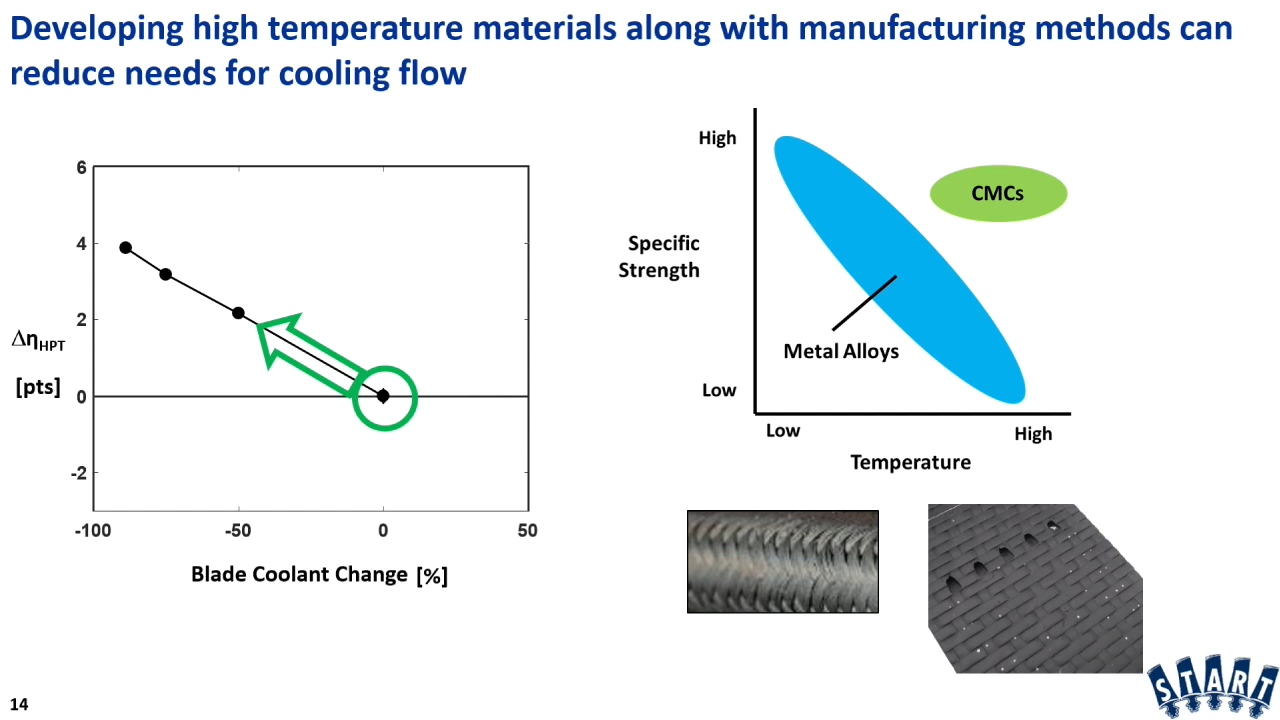 Developing high temperature materials along with manufacturing methods can
reduce needs for cooling flow
6
4
2
0
-2
-100
-50
0
50
ΔηHPT
[pts]
Blade Coolant Change [%]
High
Specific
Strength
Low
Low
High
Temperature
CMCs
Metal Alloys
14
START